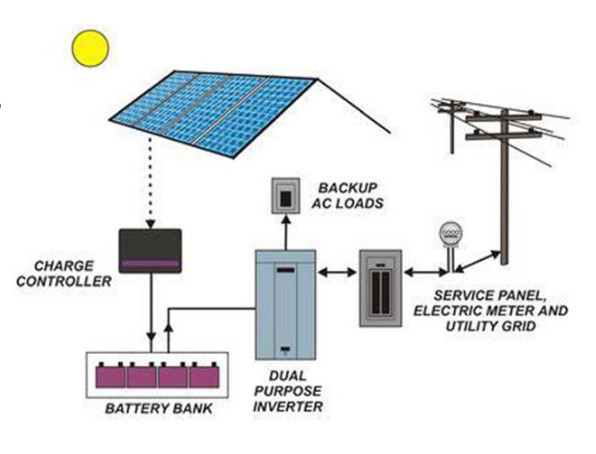 BACKUP
AC LOADS
CHARGE
CONTROLLER
SERVICE PANEL,
ELECTRIC METER AND
UTILITY GRID
DUAL
PURPOSE
INVERTER
BATTERY BANK